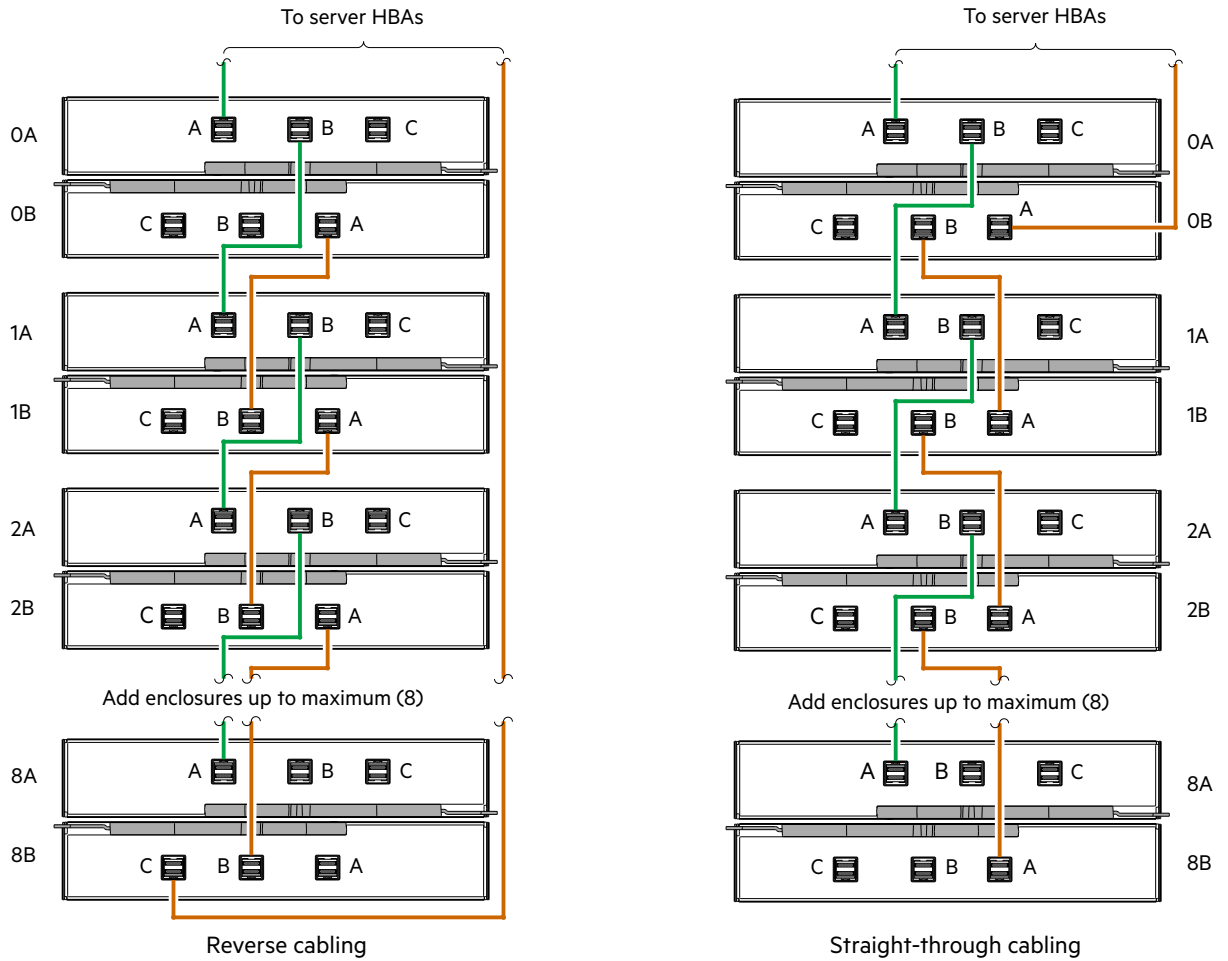 To server HBAs
0A
A B C
0B
C B A
1A
A B C
1B
C B A
2A
A B C
2B
C B A
Add enclosures up to maximum (8)
8A
A B C
8B
C B A
Reverse cabling
To server HBAs
A B C
0A
C B A
0B
A B C
1A
C B A
1B
A B C
2A
C B A
2B
Add enclosures up to maximum (8)
A B C
8A
C B A
8B
Straight-through cabling